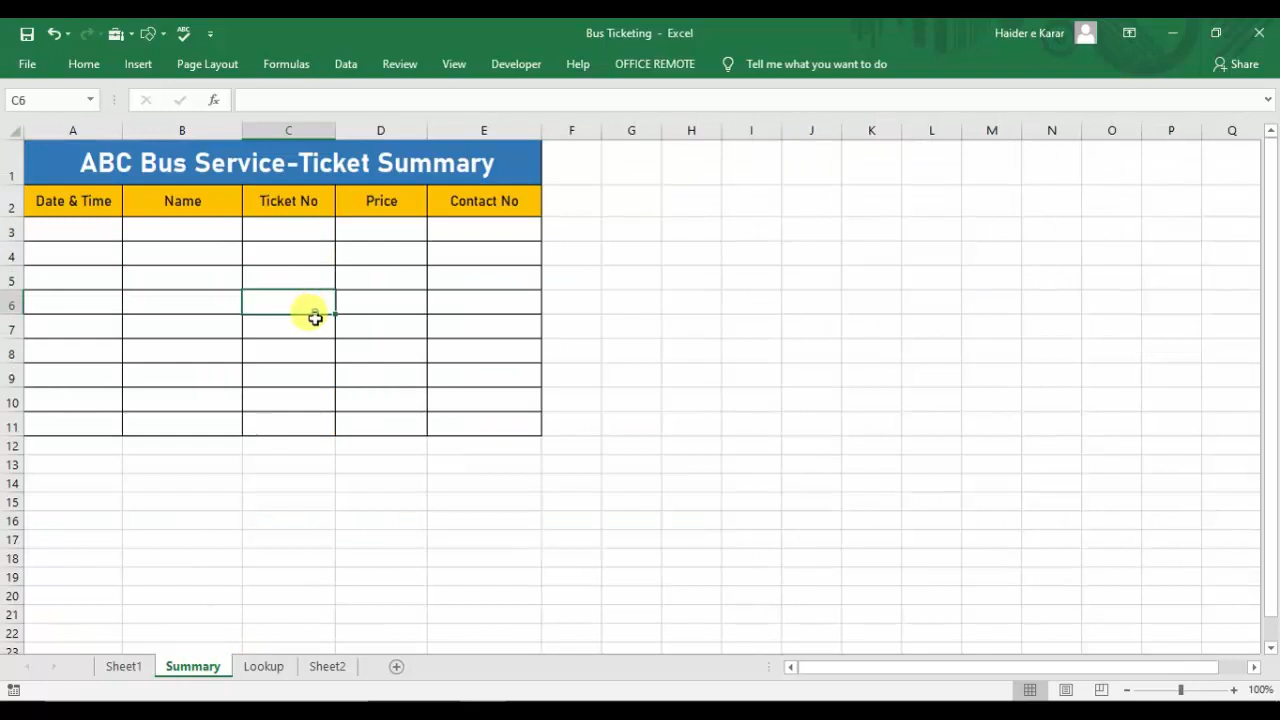 ABC
Bus Ticketing - Excel
Haider e Karar
File Home Insert Page Layout Formulas Data Review View Developer Help OFFICE REMOTE Tell me what you want to do Share
C6 fx
A B C D E F G H I J K L M N O P Q
1 ABC Bus Service-Ticket Summary
2 Date & Time Name Ticket No Price Contact No
3
4
5
6
7
8
9
10
11
12
13
14
15
16
17
18
19
20
21
22
23
Sheet1 Summary Lookup Sheet2
100%